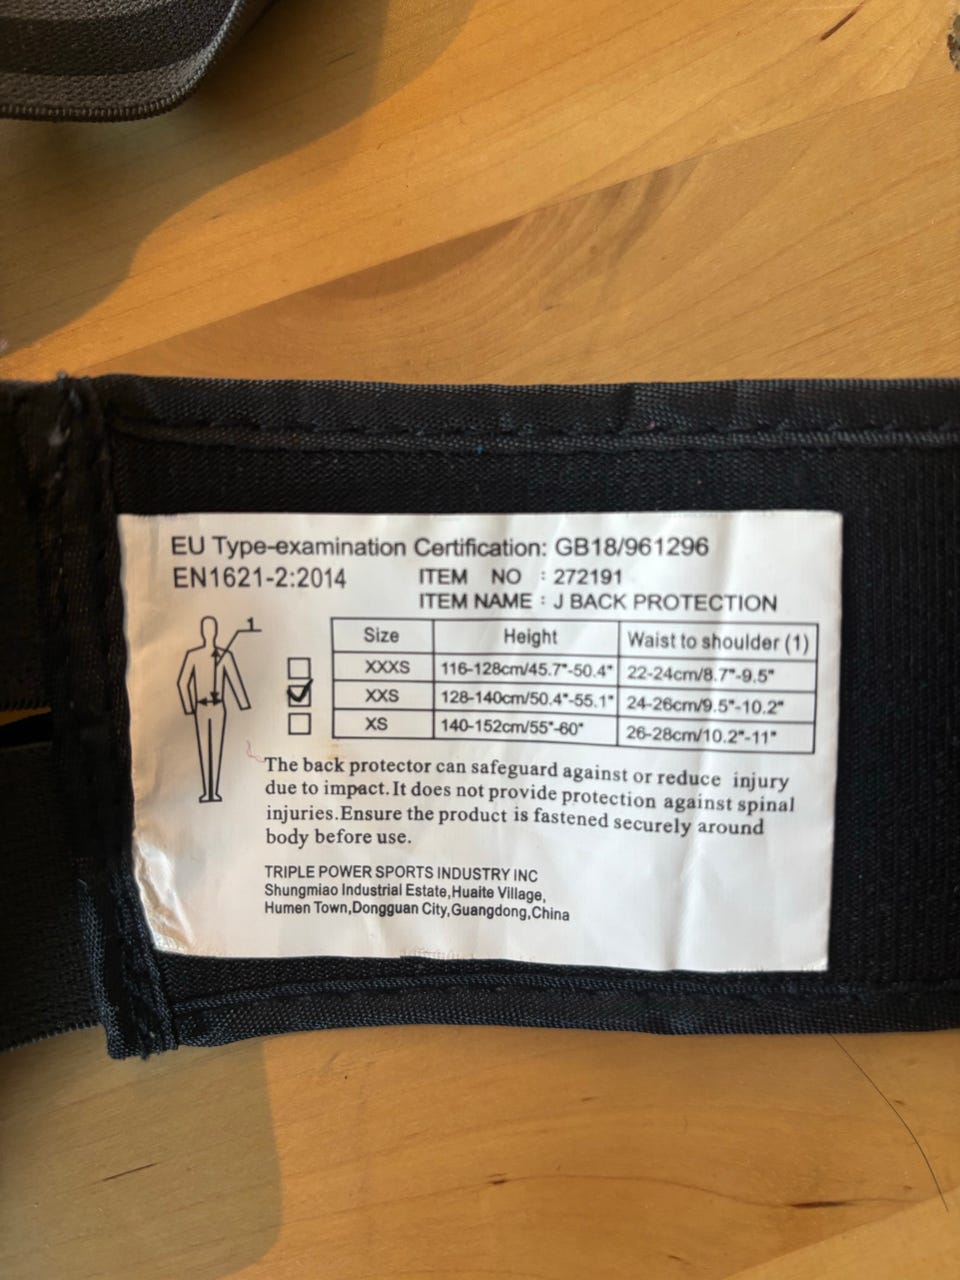 EU Type-examination Certification: GB18/961296
EN1621-2:2014 ITEM NO : 272191
ITEM NAME : J BACK PROTECTION
1
Size Height Waist to shoulder (1)
XXXS 116-128cm/45.7"-50.4" 22-24cm/8.7"-9.5"
XXS 128-140cm/50.4"-55.1" 24-26cm/9.5"-10.2"
XS 140-152cm/55"-60" 26-28cm/10.2"-11"
The back protector can safeguard against or reduce injury
due to impact.It does not provide protection against spinal
injuries.Ensure the product is fastened securely around
body before use.
TRIPLE POWER SPORTS INDUSTRY INC
Shungmiao Industrial Estate,Huaite Village,
Humen Town,Dongguan City,Guangdong,China